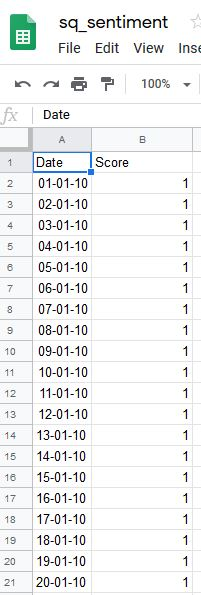 sq_sentiment
File Edit View Inse
100%
fx Date
A B
1 Date Score
2 01-01-10 1
3 02-01-10 1
4 03-01-10 1
5 04-01-10 1
6 05-01-10 1
7 06-01-10 1
8 07-01-10 1
9 08-01-10 1
10 09-01-10 1
11 10-01-10 1
12 11-01-10 1
13 12-01-10 1
14 13-01-10 1
15 14-01-10 1
16 15-01-10 1
17 16-01-10 1
18 17-01-10 1
19 18-01-10 1
20 19-01-10 1
21 20-01-10 1